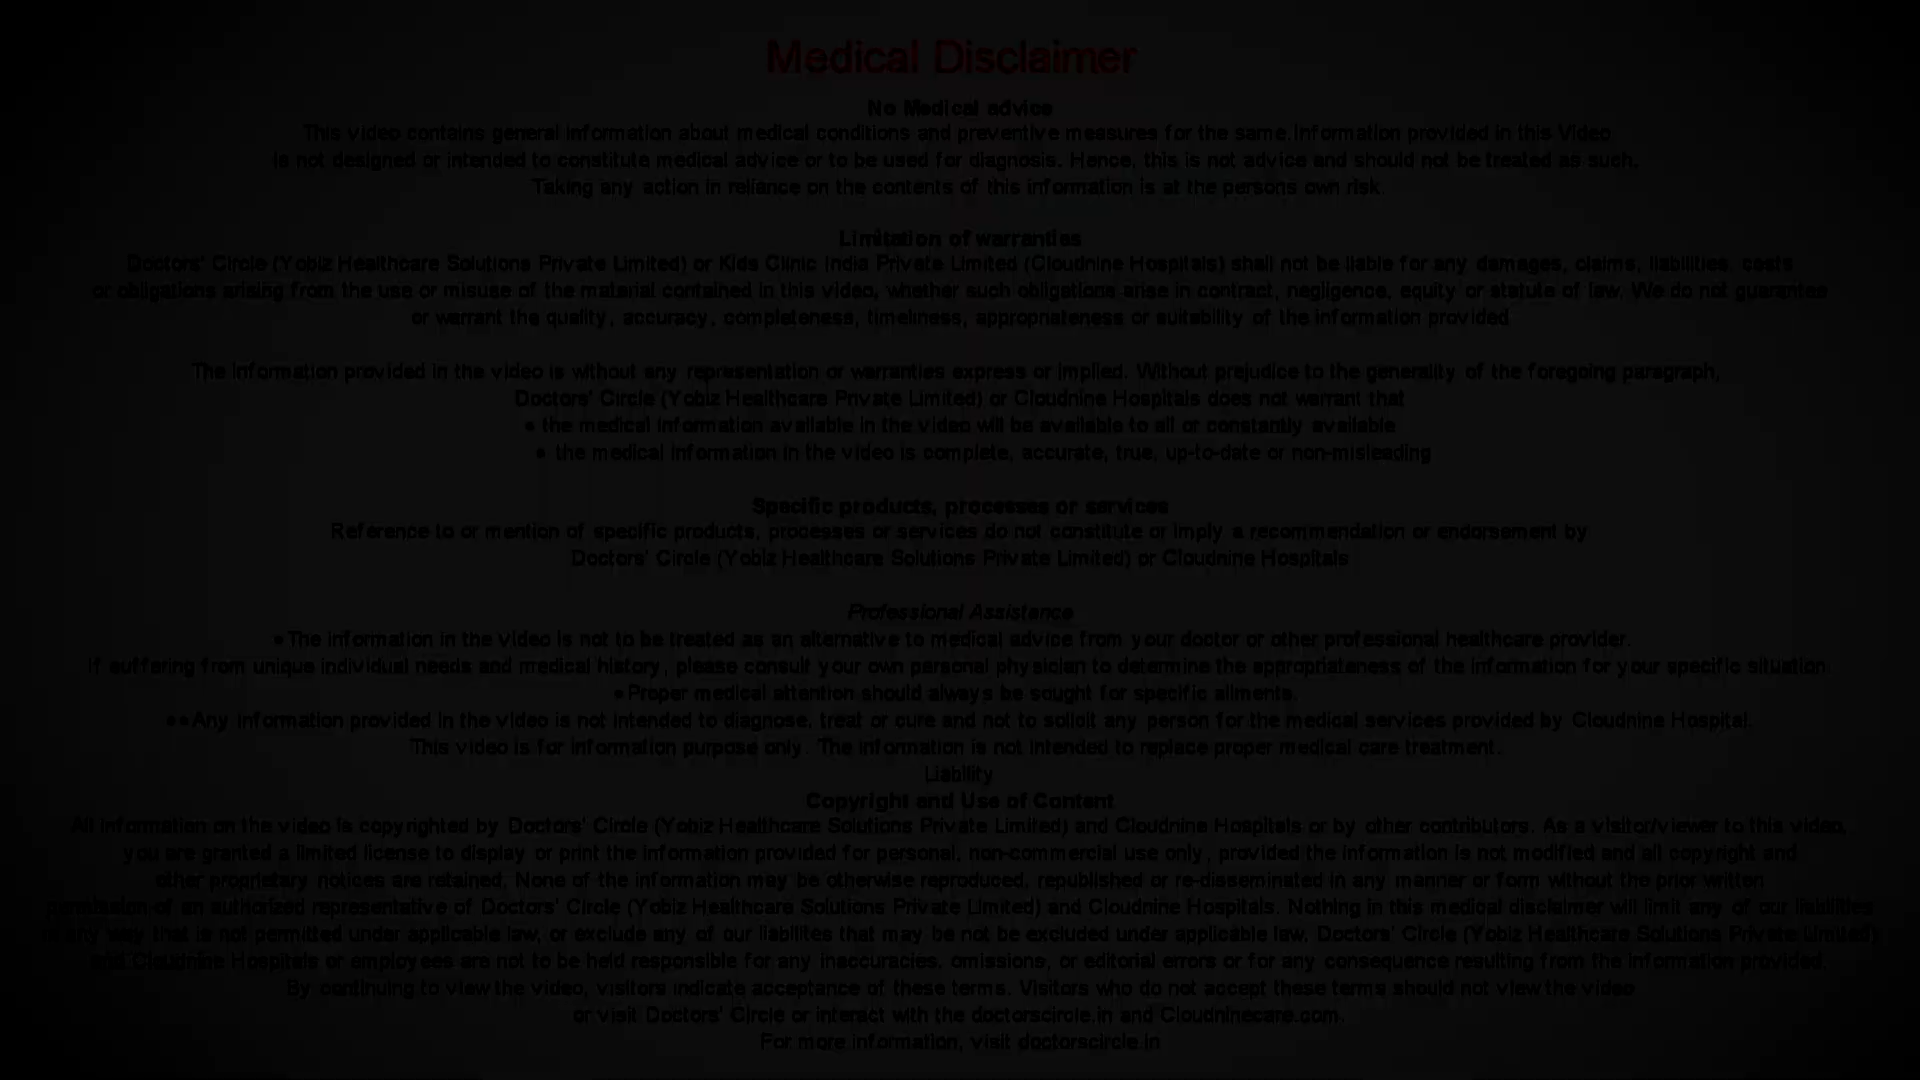 Medical Disclaimer
No Medical advice
This video contains general information about medical conditions and preventive measures for the same.Information provided in this Video
is not designed or intended to constitute medical advice or to be used for diagnosis. Hence, this is not advice and should not be treated as such.
Taking any action in reliance on the contents of this information is at the persons own risk.
Limitation of warranties
Doctors' Circle (Yobiz Healthcare Solutions Private Limited) or Kids Clinic India Private Limited (Cloudnine Hospitals) shall not be liable for any damages, claims, liabilities, costs
or obligations arising from the use or misuse of the material contained in this video, whether such obligations arise in contract, negligence, equity or statute of law. We do not guarantee
or warrant the quality, accuracy, completeness, timeliness, appropriateness or suitability of the information provided
The information provided in the video is without any representation or warranties express or implied. Without prejudice to the generality of the foregoing paragraph,
Doctors' Circle (Yobiz Healthcare Private Limited) or Cloudnine Hospitals does not warrant that
• the medical information available in the video will be available to all or constantly available
• the medical information in the video is complete, accurate, true, up-to-date or non-misleading
Specific products, processes or services
Reference to or mention of specific products, processes or services do not constitute or imply a recommendation or endorsement by
Doctors' Circle (Yobiz Healthcare Solutions Private Limited) or Cloudnine Hospitals
Professional Assistance
•The information in the video is not to be treated as an alternative to medical advice from your doctor or other professional healthcare provider.
If suffering from unique individual needs and medical history, please consult your own personal physician to determine the appropriateness of the information for your specific situation
•Proper medical attention should always be sought for specific ailments.
••Any information provided in the video is not intended to diagnose, treat or cure and not to solicit any person for the medical services provided by Cloudnine Hospital.
This video is for information purpose only. The information is not intended to replace proper medical care treatment.
Liability
Copyright and Use of Content
All information on the video is copyrighted by Doctors' Circle (Yobiz Healthcare Solutions Private Limited) and Cloudnine Hospitals or by other contributors. As a visitor/viewer to this video,
you are granted a limited license to display or print the information provided for personal, non-commercial use only, provided the information is not modified and all copyright and
other proprietary notices are retained, None of the information may be otherwise reproduced, republished or re-disseminated in any manner or form without the prior written
permission of an authorized representative of Doctors' Circle (Yobiz Healthcare Solutions Private Limited) and Cloudnine Hospitals. Nothing in this medical disclaimer will limit any of our liabilities
in any way that is not permitted under applicable law, or exclude any of our liabilites that may be not be excluded under applicable law, Doctors' Circle (Yobiz Healthcare Solutions Private Limited)
and Cloudnine Hospitals or employees are not to be held responsible for any inaccuracies, omissions, or editorial errors or for any consequence resulting from the information provided.
By continuing to view the video, visitors indicate acceptance of these terms. Visitors who do not accept these terms should not view the video
or visit Doctors' Circle or interact with the doctorscircle.in and Cloudninecare.com.
For more information, visit doctorscircle.in